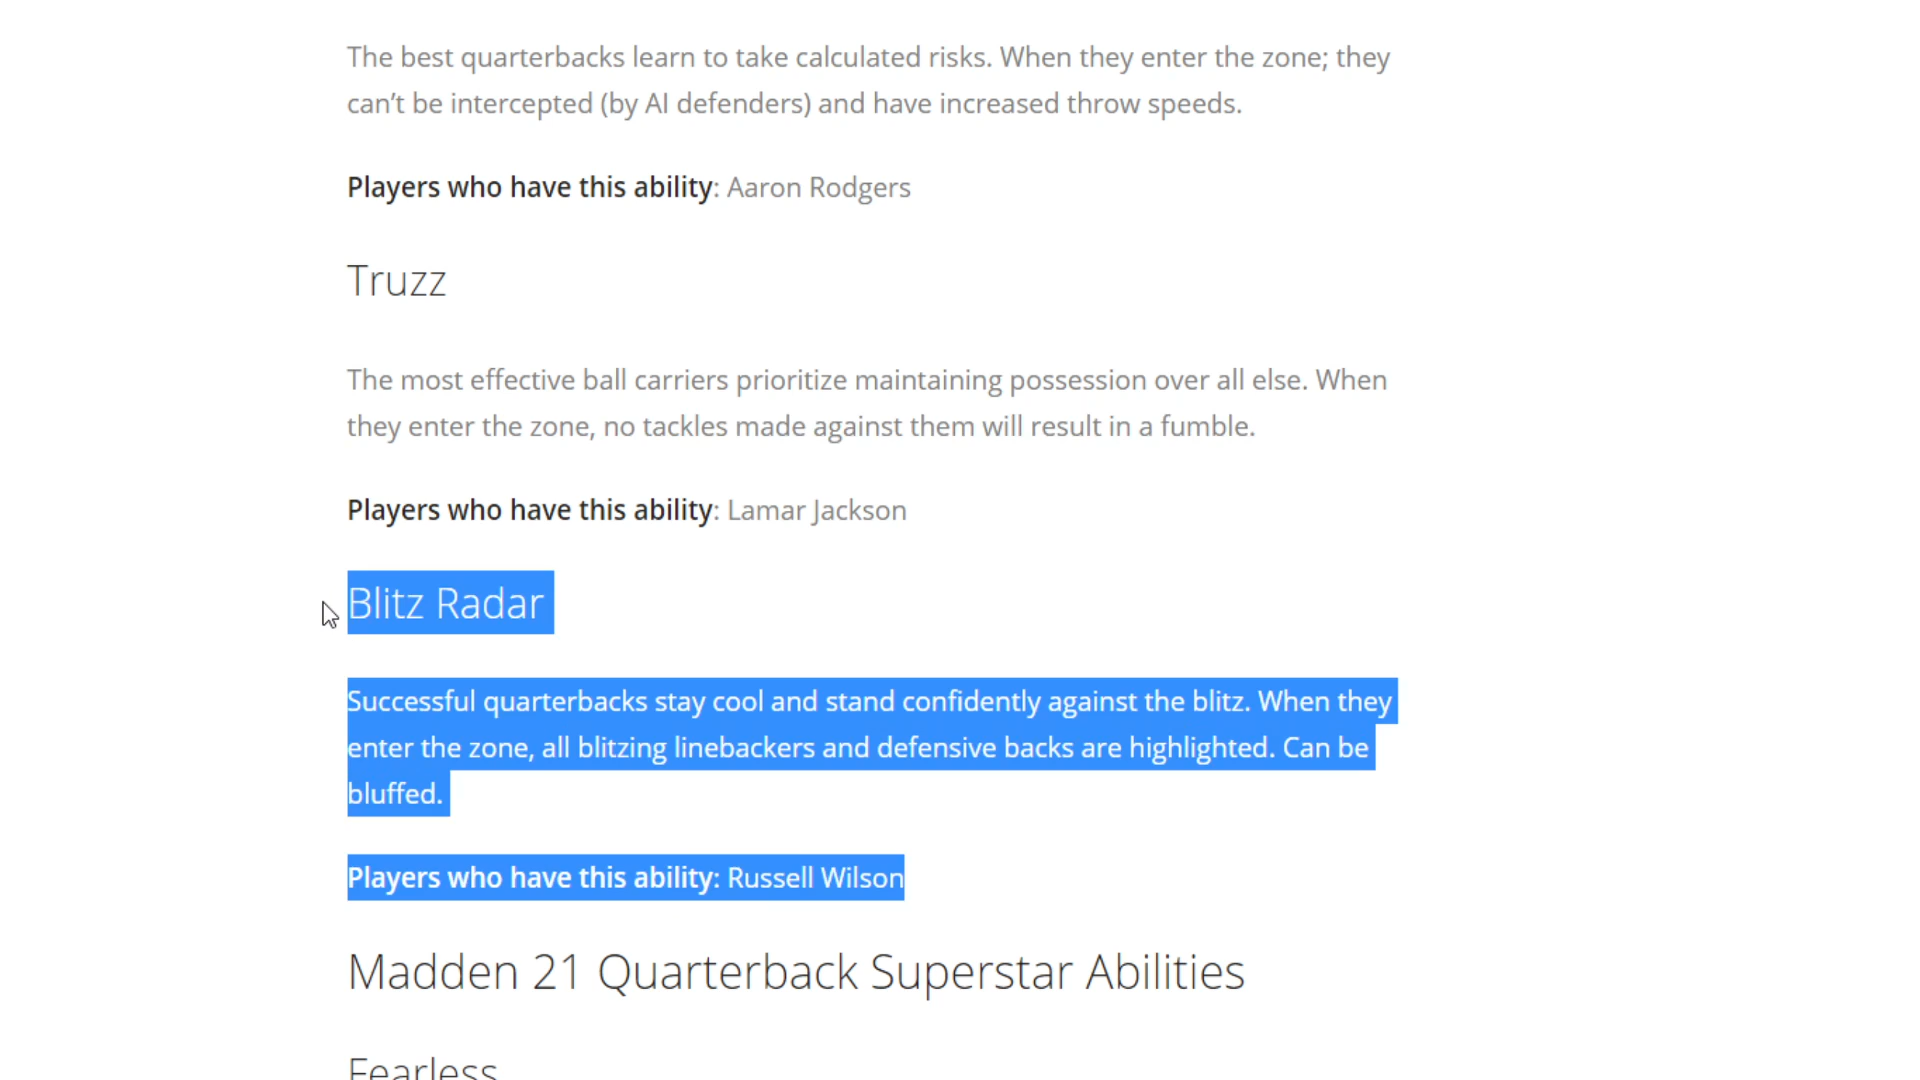 The best quarterbacks learn to take calculated risks. When they enter the zone; they
can’t be intercepted (by AI defenders) and have increased throw speeds.
Players who have this ability: Aaron Rodgers
Truzz
The most effective ball carriers prioritize maintaining possession over all else. When
they enter the zone, no tackles made against them will result in a fumble.
Players who have this ability: Lamar Jackson
Blitz Radar
Successful quarterbacks stay cool and stand confidently against the blitz. When they
enter the zone, all blitzing linebackers and defensive backs are highlighted. Can be
bluffed.
Players who have this ability: Russell Wilson
Madden 21 Quarterback Superstar Abilities
Fearless